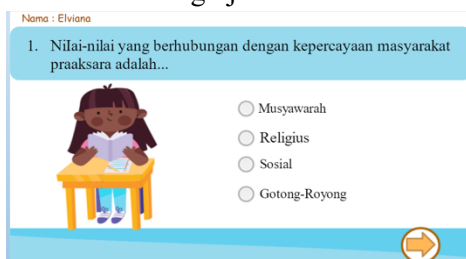 Nama : Elviana
1. Nilai-nilai yang berhubungan dengan kepercayaan masyarakat
praaksara adalah...
Musyawarah
Religius
Sosial
Gotong-Royong